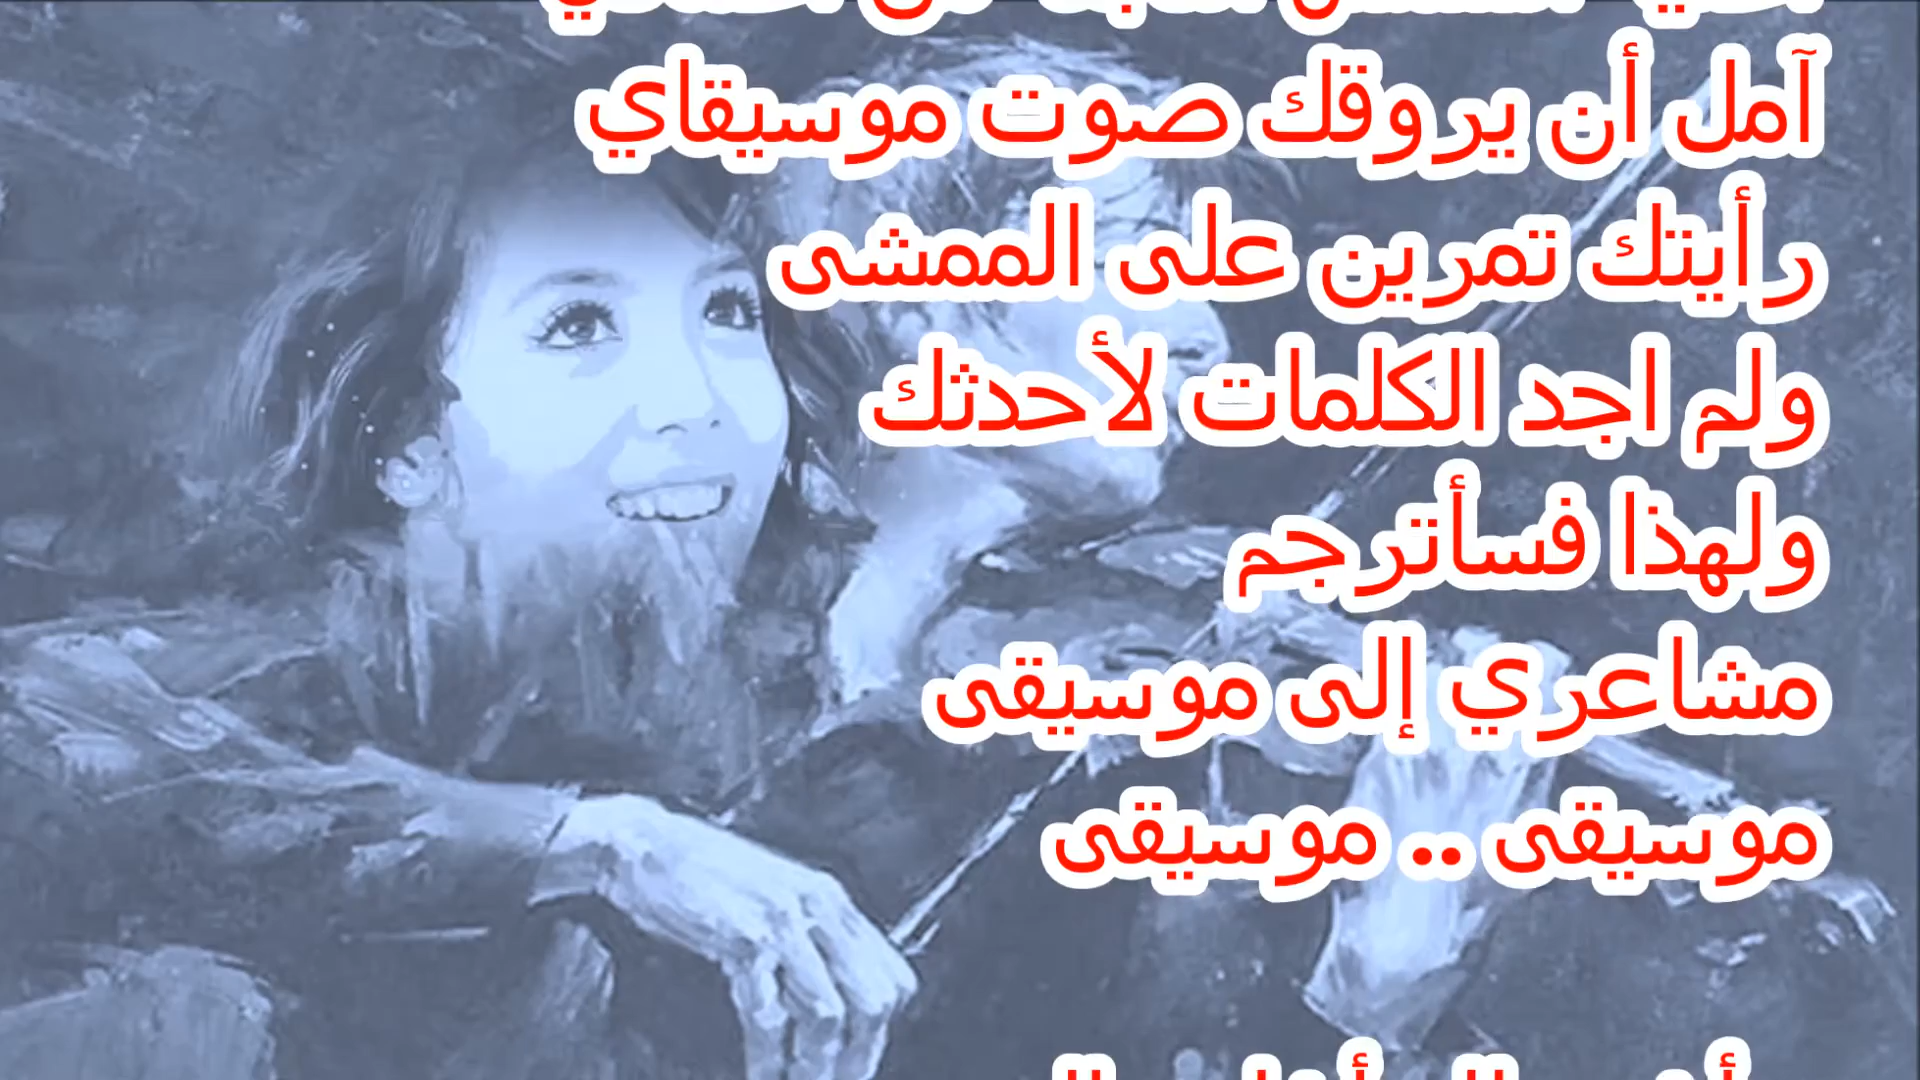 آمل أن يروقك صوت موسيقاي
رأيتك تمرين على الممشى
ولم اجد الكلمات لأحدثك
ولهذا فسأترجم
مشاعري إلى موسيقى
موسيقى .. موسيقى